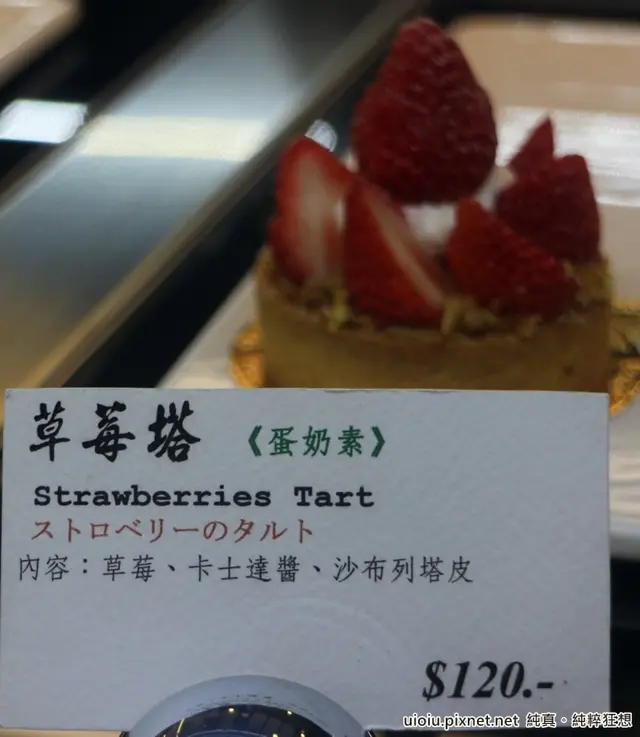 草莓塔 《蛋奶素》
Strawberries Tart
ストロベリーのタルト
內容：草莓、卡士達醬、沙布列塔皮
$120.-
uioiu.pixnet.net 純真。純粹狂想